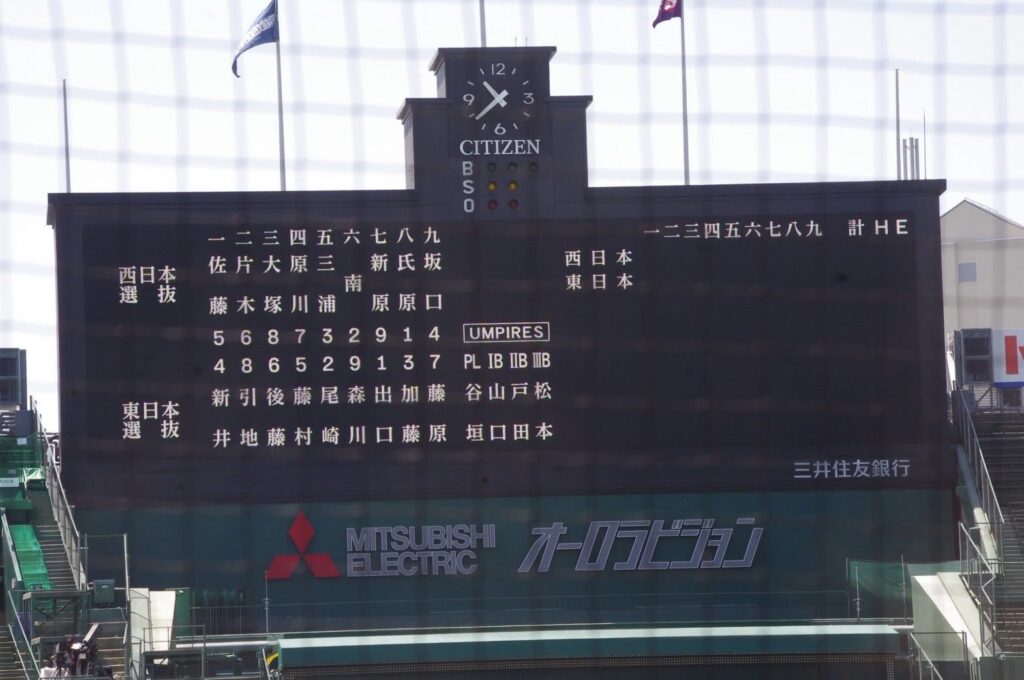 12
9 3
6
CITIZEN
B
S
O
一二三四五六七八九
一二三四五六七八九 計 H E
西日本選抜
佐藤 片木 大塚 原川 三浦 南 新原 氏原 坂口
西日本
東日本
5 6 8 7 3 2 9 1 4
UMPIRES
4 8 6 5 2 9 1 3 7
PL ⅠB ⅡB ⅢB
東日本選抜
新井 引地 後藤 藤村 尾崎 森川 出口 加藤 藤原
谷垣 山口 戸田 松本
三井住友銀行
MITSUBISHI ELECTRIC
オーロラビジョン